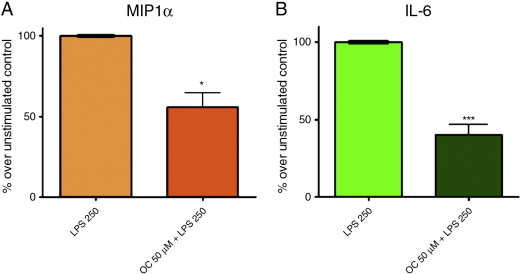 A
MIP1α
% over unstimulated control
100
50
0
*
LPS 250
OC 50 µM + LPS 250
B
IL-6
% over unstimulated control
100
50
0
***
LPS 250
OC 50 µM + LPS 250